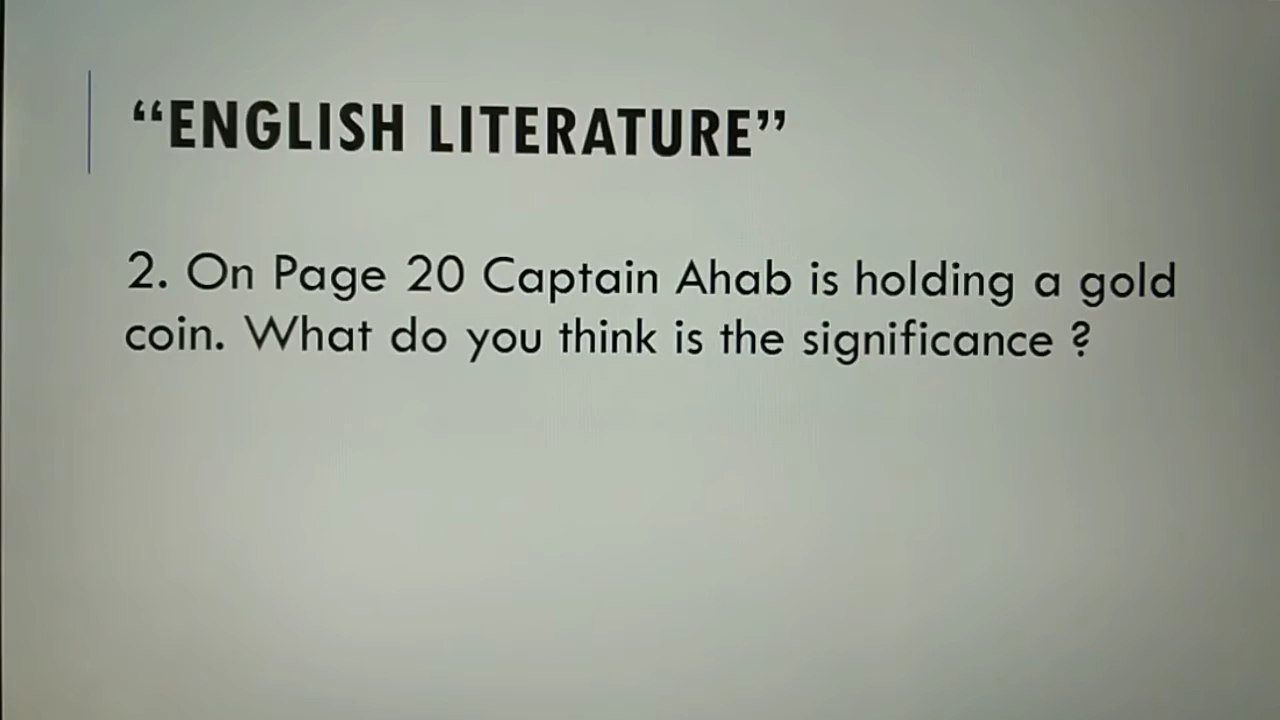 “ENGLISH LITERATURE”
2. On Page 20 Captain Ahab is holding a gold
coin. What do you think is the significance ?